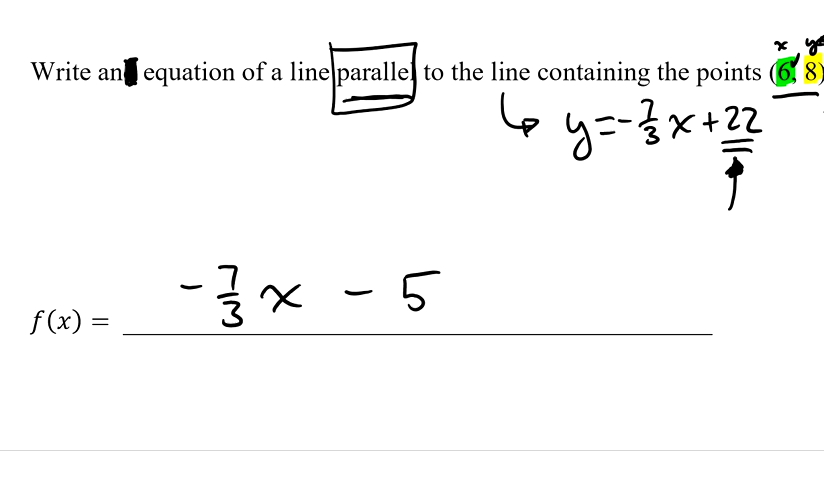 x, y
Write an equation of a line parallel to the line containing the points (6, 8)
y = -7/3 x + 22
-7/3 x - 5
f(x) =